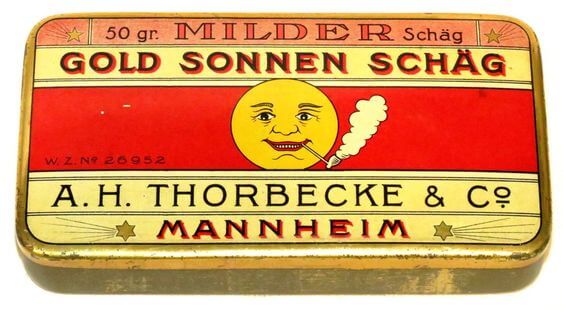 50 gr. MILDER Schäg
GOLD SONNEN SCHÄG
W. Z. Nº 26952
A. H. THORBECKE & Cº
MANNHEIM